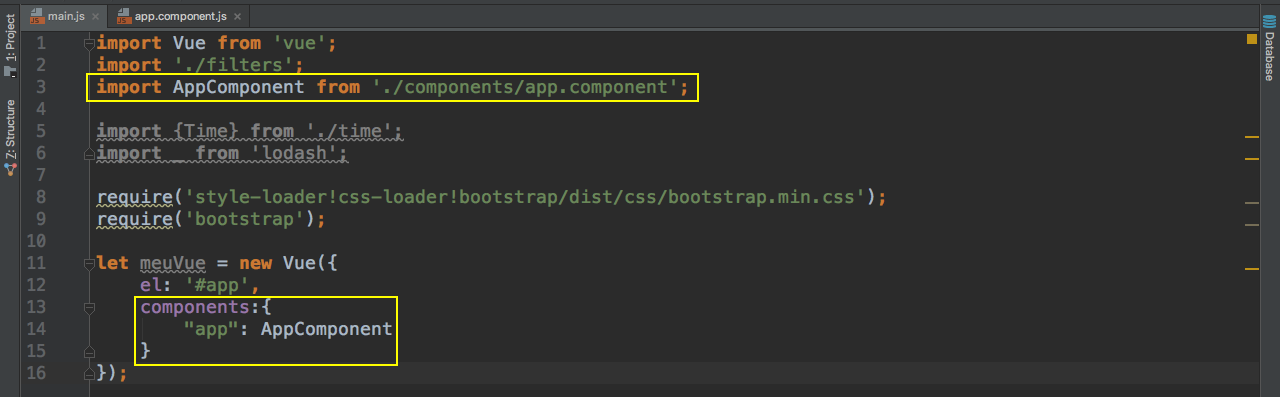 main.js
app.component.js
1: Project
Z: Structure
Database
1 import Vue from 'vue';
2 import './filters';
3 import AppComponent from './components/app.component';
4
5 import {Time} from './time';
6 import _ from 'lodash';
7
8 require('style-loader!css-loader!bootstrap/dist/css/bootstrap.min.css');
9 require('bootstrap');
10
11 let meuVue = new Vue({
12     el: '#app',
13     components:{
14         "app": AppComponent
15     }
16 });